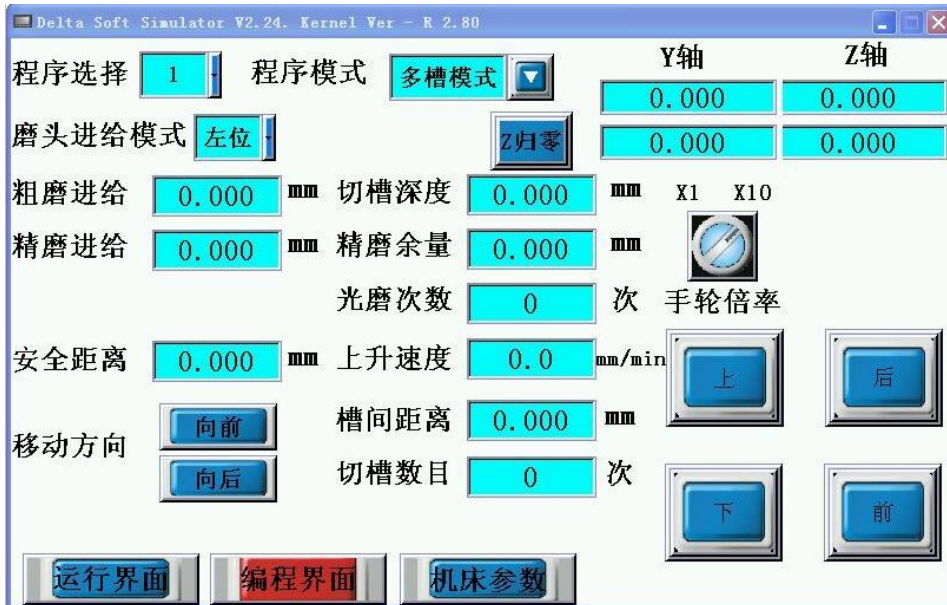 Delta Soft Simulator V2.24. Kernel Ver - R 2.80
程序选择 1 程序模式 多槽模式 Y轴 Z轴
0.000 0.000
磨头进给模式 左位 Z归零 0.000 0.000
粗磨进给 0.000 mm 切槽深度 0.000 mm X1 X10
精磨进给 0.000 mm 精磨余量 0.000 mm
光磨次数 0 次 手轮倍率
安全距离 0.000 mm 上升速度 0.0 mm/min 上 后
移动方向 向前 槽间距离 0.000 mm
向后 切槽数目 0 次 下 前
运行界面 编程界面 机床参数